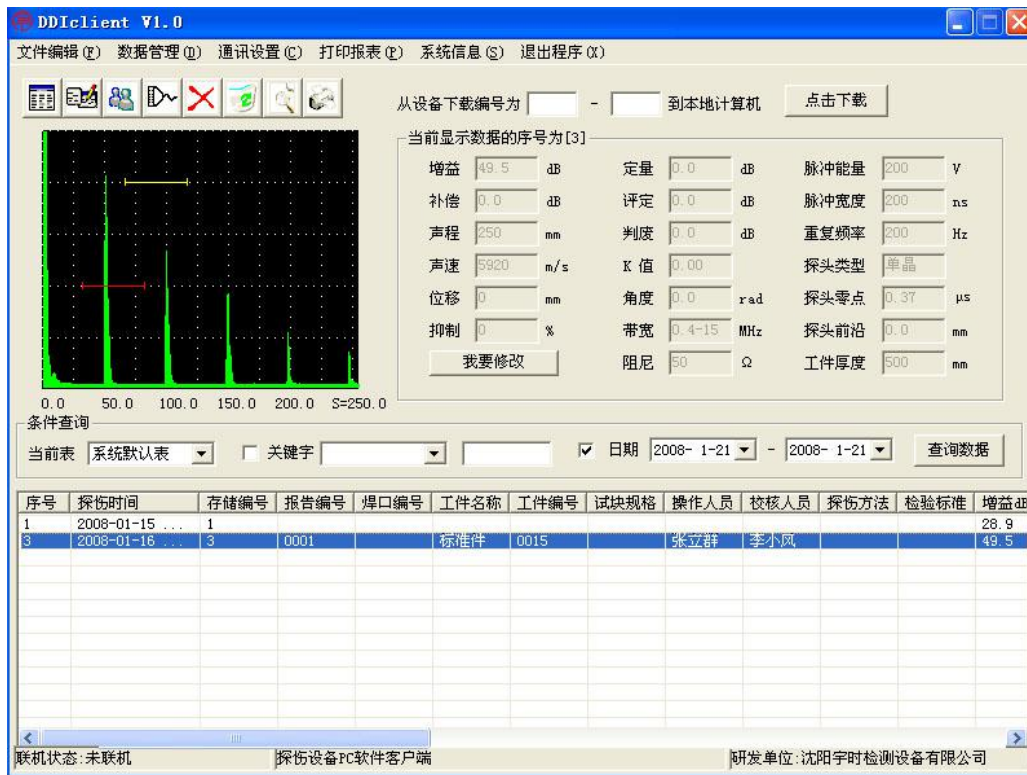 DDIclient V1.0
文件编辑(F) 数据管理(D) 通讯设置(C) 打印报表(P) 系统信息(S) 退出程序(X)
从设备下载编号为 - 到本地计算机 点击下载
当前显示数据的序号为[3]
增益 49.5 dB 定量 0.0 dB 脉冲能量 200 V
补偿 0.0 dB 评定 0.0 dB 脉冲宽度 200 ns
声程 250 mm 判废 0.0 dB 重复频率 200 Hz
声速 5920 m/s K 值 0.00 探头类型 单晶
位移 0 mm 角度 0.0 rad 探头零点 0.37 μs
抑制 0 % 带宽 0.4-15 MHz 探头前沿 0.0 mm
我要修改 阻尼 50 Ω 工件厚度 500 mm
0.0 50.0 100.0 150.0 200.0 S=250.0
条件查询
当前表 系统默认表 关键字 日期 2008- 1-21 - 2008- 1-21 查询数据
序号 探伤时间 存储编号 报告编号 焊口编号 工件名称 工件编号 试块规格 操作人员 校核人员 探伤方法 检验标准 增益dB
1 2008-01-15 ... 1 28.9
3 2008-01-16 ... 3 0001 标准件 0015 张立群 李小风 49.5
联机状态:未联机 探伤设备PC软件客户端 研发单位:沈阳宇时检测设备有限公司